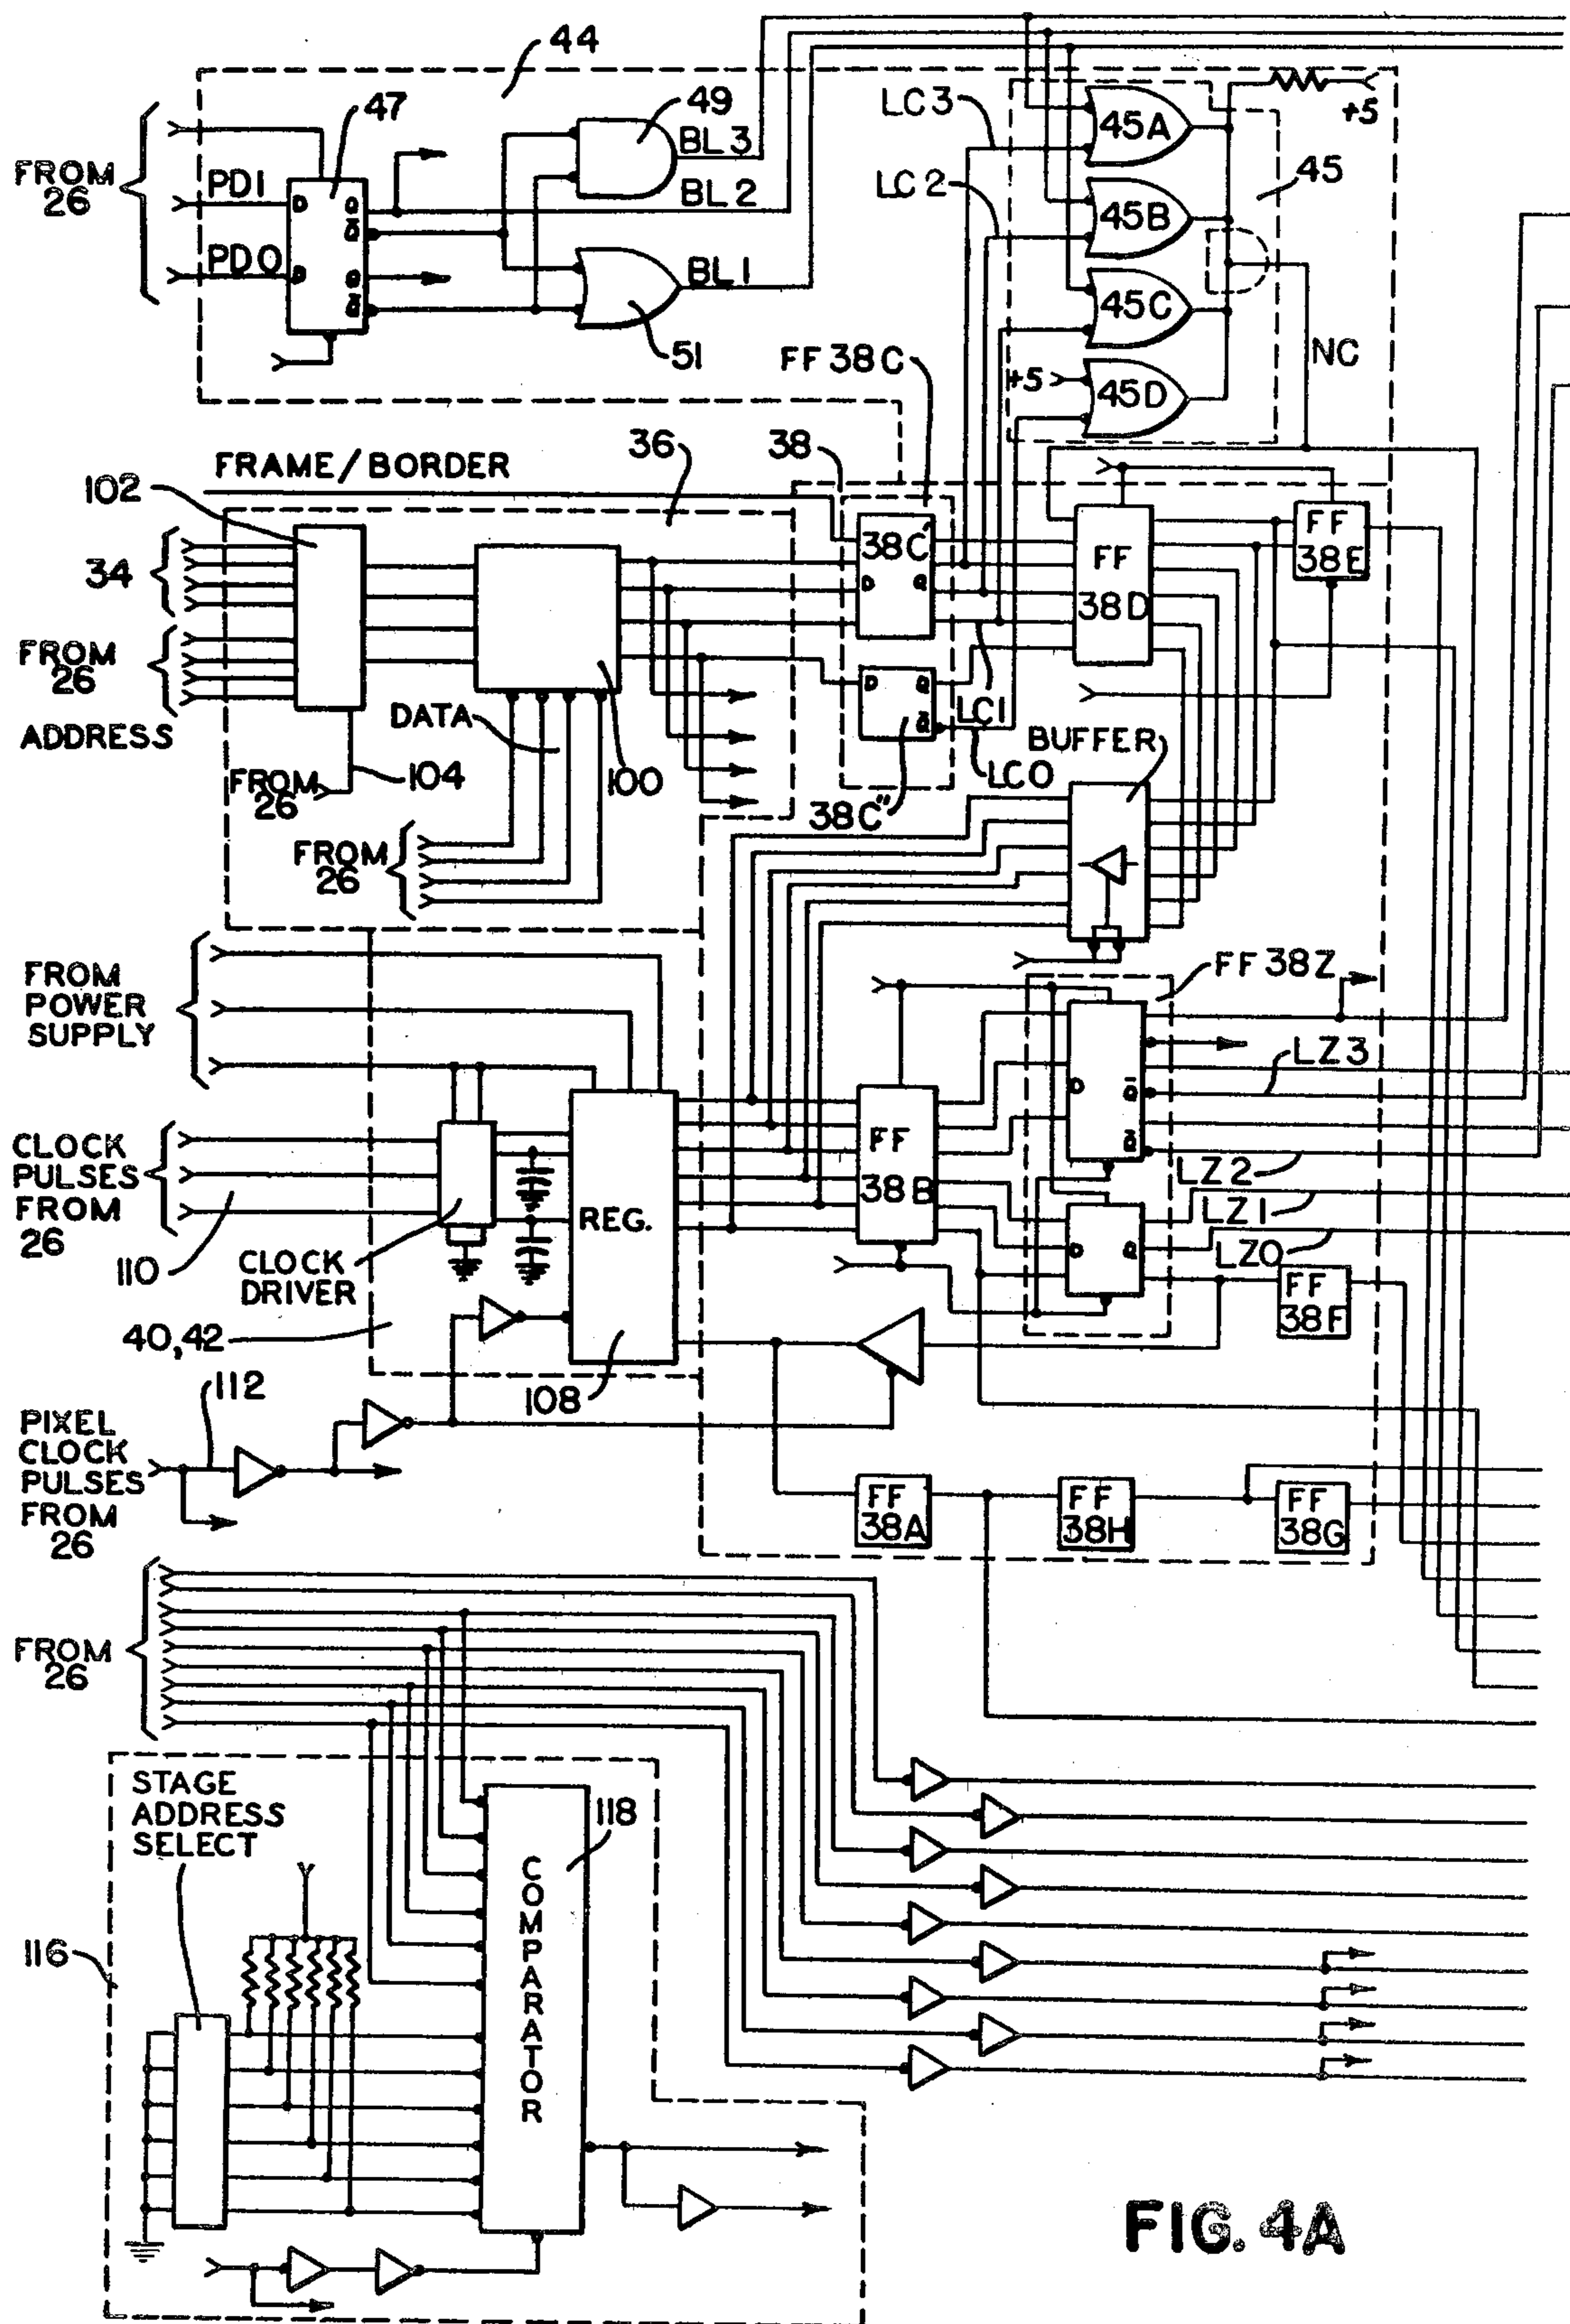 44
47
49
FROM
26
PD1
PD0
D Q
Q̅
D Q
Q̅
BL3
BL2
BL1
51
LC3
LC2
45A
45B
45C
45D
+5
+5
45
NC
FF38C
38
36
FRAME/BORDER
102
34
FROM
26
ADDRESS
104
FROM
26
DATA
100
FROM
26
38C'
D Q
D Q
Q̅
38C"
LC1
LC0
FF
38D
FF
38E
BUFFER
FROM
POWER
SUPPLY
CLOCK
PULSES
FROM
26
110
CLOCK
DRIVER
40,42
REG.
108
FF
38B
FF38Z
D
Q̅
Q̅
D Q
LZ3
LZ2
LZ1
LZ0
FF
38F
112
PIXEL
CLOCK
PULSES
FROM
26
FF
38A
FF
38H
FF
38G
FROM
26
STAGE
ADDRESS
SELECT
118
COMPARATOR
116
FIG. 4A